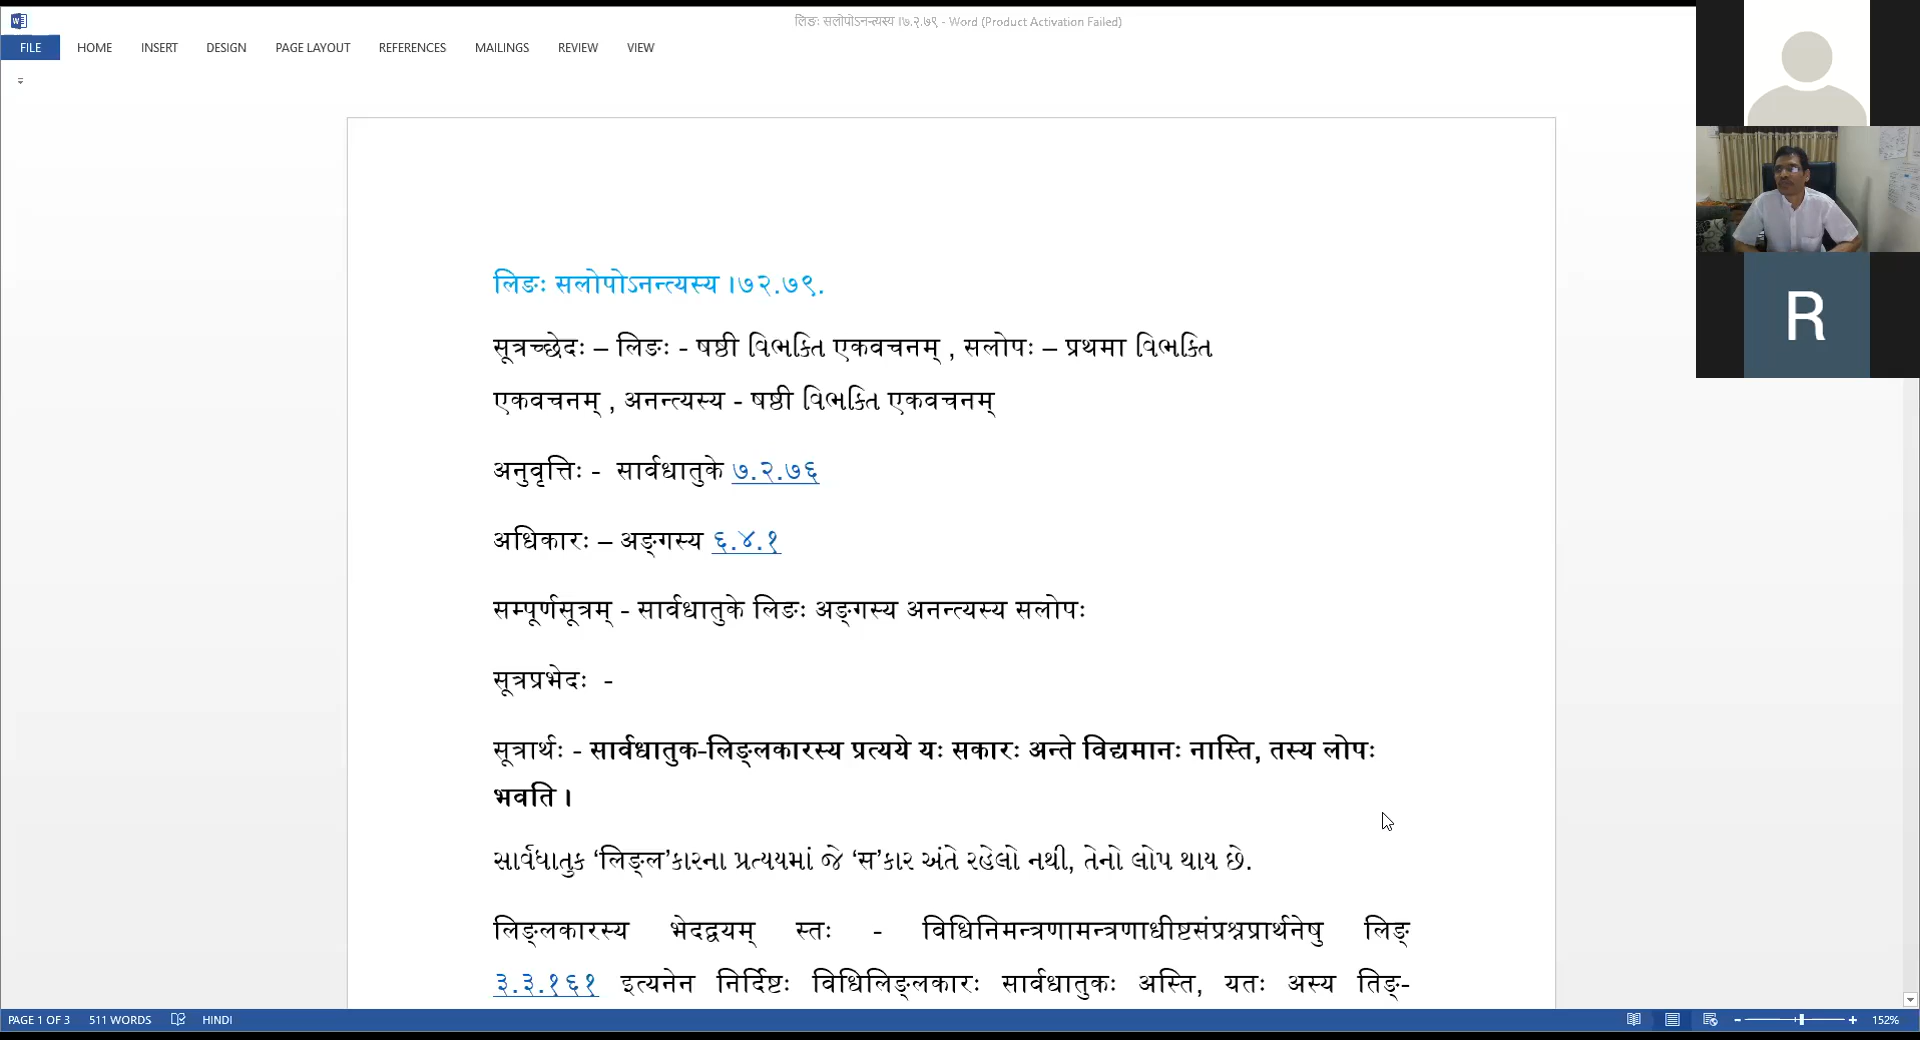 लिङः सलोपोऽनन्त्यस्य ।७.२.७९ - Word (Product Activation Failed)
FILE HOME INSERT DESIGN PAGE LAYOUT REFERENCES MAILINGS REVIEW VIEW
लिङः सलोपोऽनन्त्यस्य ।७२.७९.
सूत्रच्छेदः – लिङः - षष्ठी વિભક્તિ एकवचनम् , सलोपः – प्रथमा વિભક્તિ
एकवचनम् , अनन्त्यस्य - षष्ठी વિભક્તિ एकवचनम्
अनुवृत्तिः - सार्वधातुके ७.२.७६
अधिकारः – अङ्गस्य ६.४.१
सम्पूर्णसूत्रम् - सार्वधातुके लिङः अङ्गस्य अनन्त्यस्य सलोपः
सूत्रप्रभेदः -
सूत्रार्थः - सार्वधातुक-लिङ्लकारस्य प्रत्यये यः सकारः अन्ते विद्यमानः नास्ति, तस्य लोपः
भवति ।
સાર્વધાતુક ‘लिङ्ल’કારના પ્રત્યયમાં જે ‘स’કાર અંતે રહેલો નથી, તેનો લોપ થાય છે.
लिङ्लकारस्य भेदद्वयम् स्तः - विधिनिमन्त्रणामन्त्रणाधीष्टसंप्रश्नप्रार्थनेषु लिङ्
३.३.१६१ इत्यनेन निर्दिष्टः विधिलिङ्लकारः सार्वधातुकः अस्ति, यतः अस्य तिङ्-
R
PAGE 1 OF 3 511 WORDS HINDI 152%